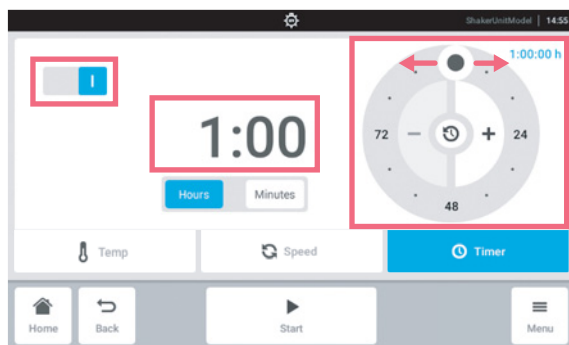 ShakerUnitModel | 14:55
1:00:00 h
I
1:00
72 − + 24
Hours Minutes
48
Temp Speed Timer
Home Back Start Menu